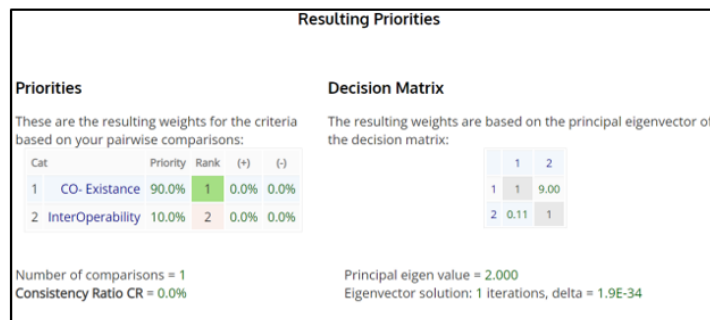 Resulting Priorities
Priorities
These are the resulting weights for the criteria
based on your pairwise comparisons:
Cat Priority Rank (+) (-)
1 CO- Existance 90.0% 1 0.0% 0.0%
2 InterOperability 10.0% 2 0.0% 0.0%
Number of comparisons = 1
Consistency Ratio CR = 0.0%
Decision Matrix
The resulting weights are based on the principal eigenvector of
the decision matrix:
1 2
1 1 9.00
2 0.11 1
Principal eigen value = 2.000
Eigenvector solution: 1 iterations, delta = 1.9E-34